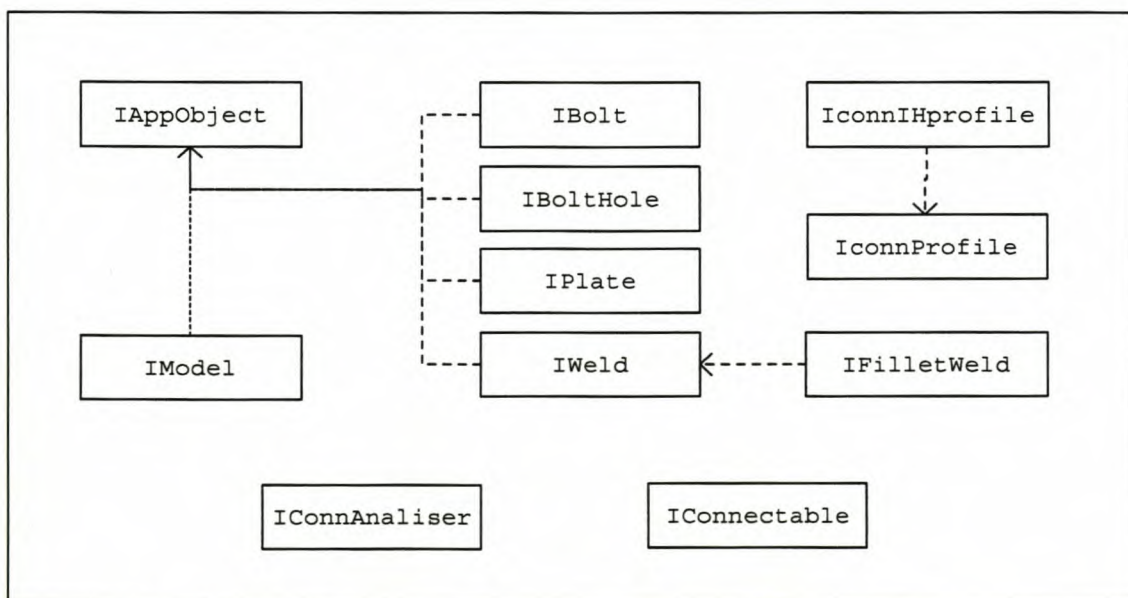 IAppObject
IBolt
IconnIHprofile
IBoltHole
IconnProfile
IPlate
IModel
IWeld
IFilletWeld
IConnAnaliser
IConnectable